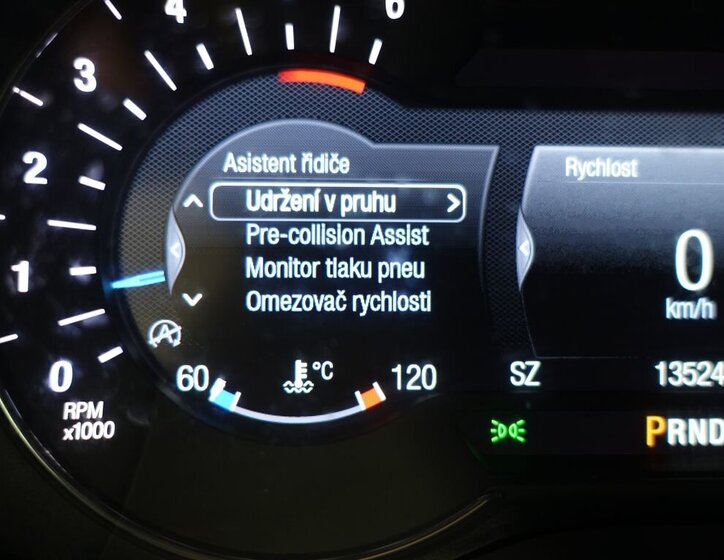 4
6
3
2
1
0
RPM
x1000
Asistent řidiče
Udržení v pruhu
Pre-collision Assist
Monitor tlaku pneu
Omezovač rychlosti
Rychlost
0
km/h
60 °C 120
SZ 13524
PRND